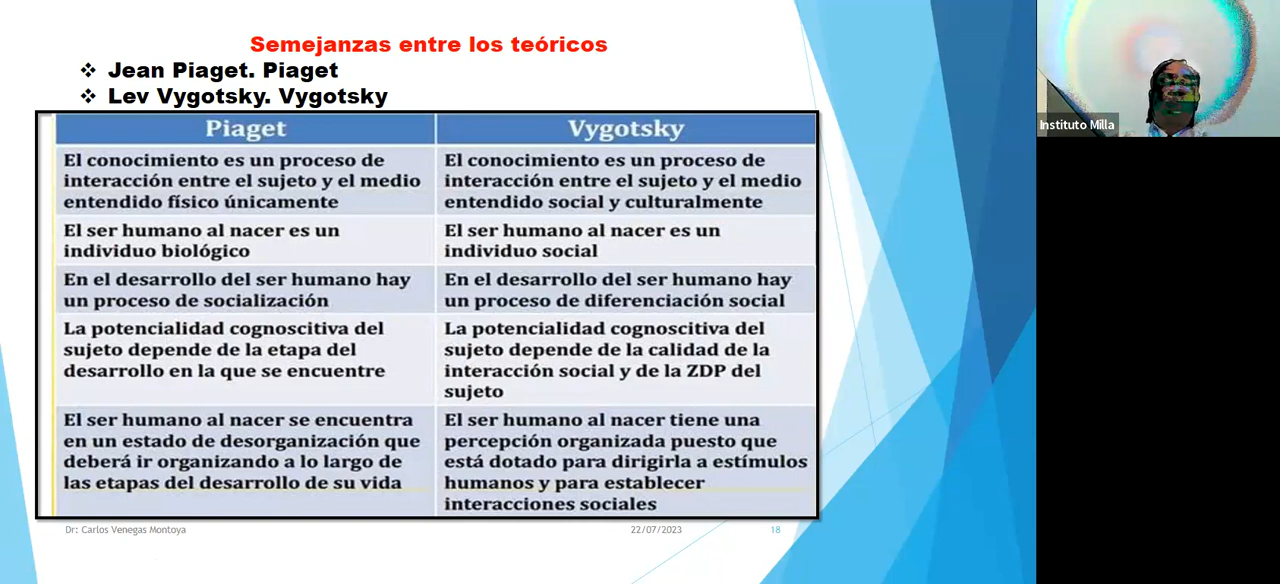 Semejanzas entre los teóricos
❖ Jean Piaget. Piaget
❖ Lev Vygotsky. Vygotsky
Piaget
El conocimiento es un proceso de
interacción entre el sujeto y el medio
entendido físico únicamente
El ser humano al nacer es un
individuo biológico
En el desarrollo del ser humano hay
un proceso de socialización
La potencialidad cognoscitiva del
sujeto depende de la etapa del
desarrollo en la que se encuentre
El ser humano al nacer se encuentra
en un estado de desorganización que
deberá ir organizando a lo largo de
las etapas del desarrollo de su vida
Vygotsky
El conocimiento es un proceso de
interacción entre el sujeto y el medio
entendido social y culturalmente
El ser humano al nacer es un
individuo social
En el desarrollo del ser humano hay
un proceso de diferenciación social
La potencialidad cognoscitiva del
sujeto depende de la calidad de la
interacción social y de la ZDP del
sujeto
El ser humano al nacer tiene una
percepción organizada puesto que
está dotado para dirigirla a estímulos
humanos y para establecer
interacciones sociales
Dr: Carlos Venegas Montoya
22/07/2023
18
Instituto Milla